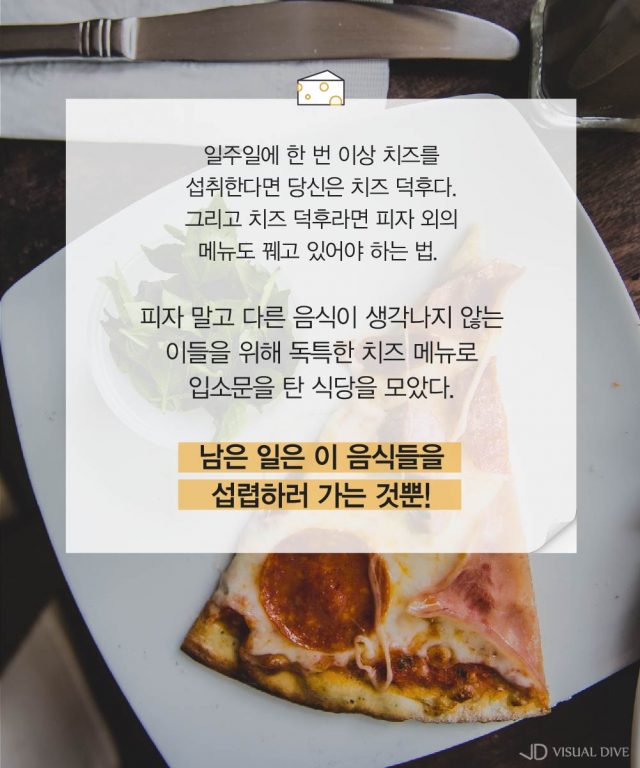 일주일에 한 번 이상 치즈를
섭취한다면 당신은 치즈 덕후다.
그리고 치즈 덕후라면 피자 외의
메뉴도 꿰고 있어야 하는 법.
피자 말고 다른 음식이 생각나지 않는
이들을 위해 독특한 치즈 메뉴로
입소문을 탄 식당을 모았다.
남은 일은 이 음식들을
섭렵하러 가는 것뿐!
VD VISUAL DIVE